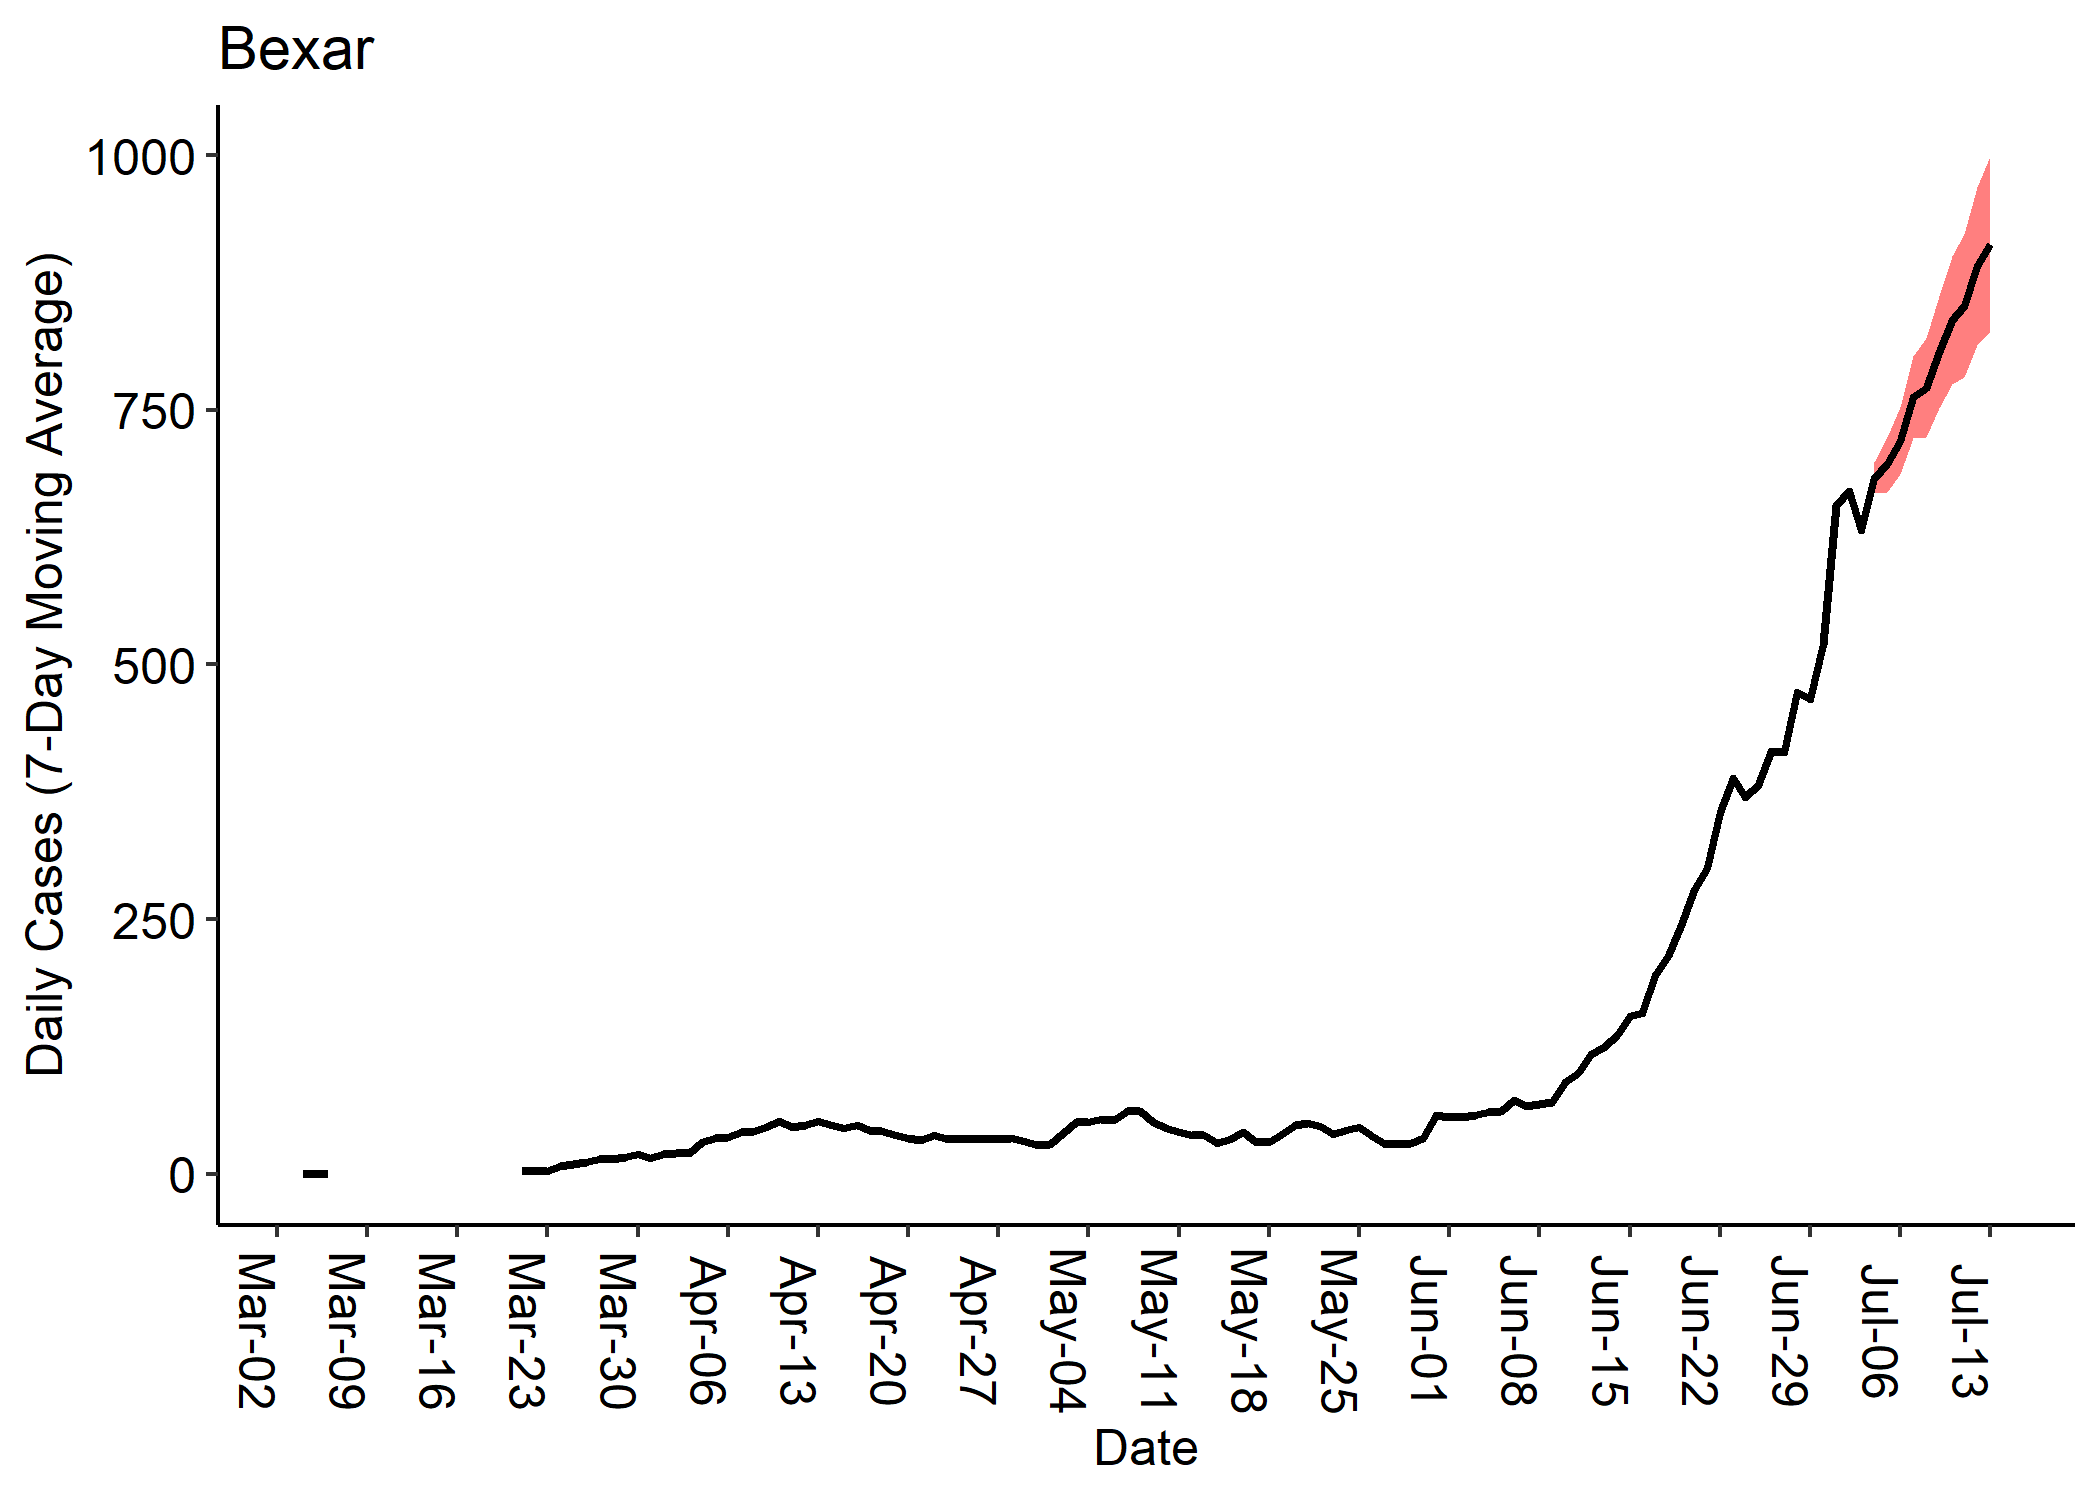 Bexar
Daily Cases (7-Day Moving Average)
1000
750
500
250
0
Mar-02
Mar-09
Mar-16
Mar-23
Mar-30
Apr-06
Apr-13
Apr-20
Apr-27
May-04
May-11
May-18
May-25
Jun-01
Jun-08
Jun-15
Jun-22
Jun-29
Jul-06
Jul-13
Date